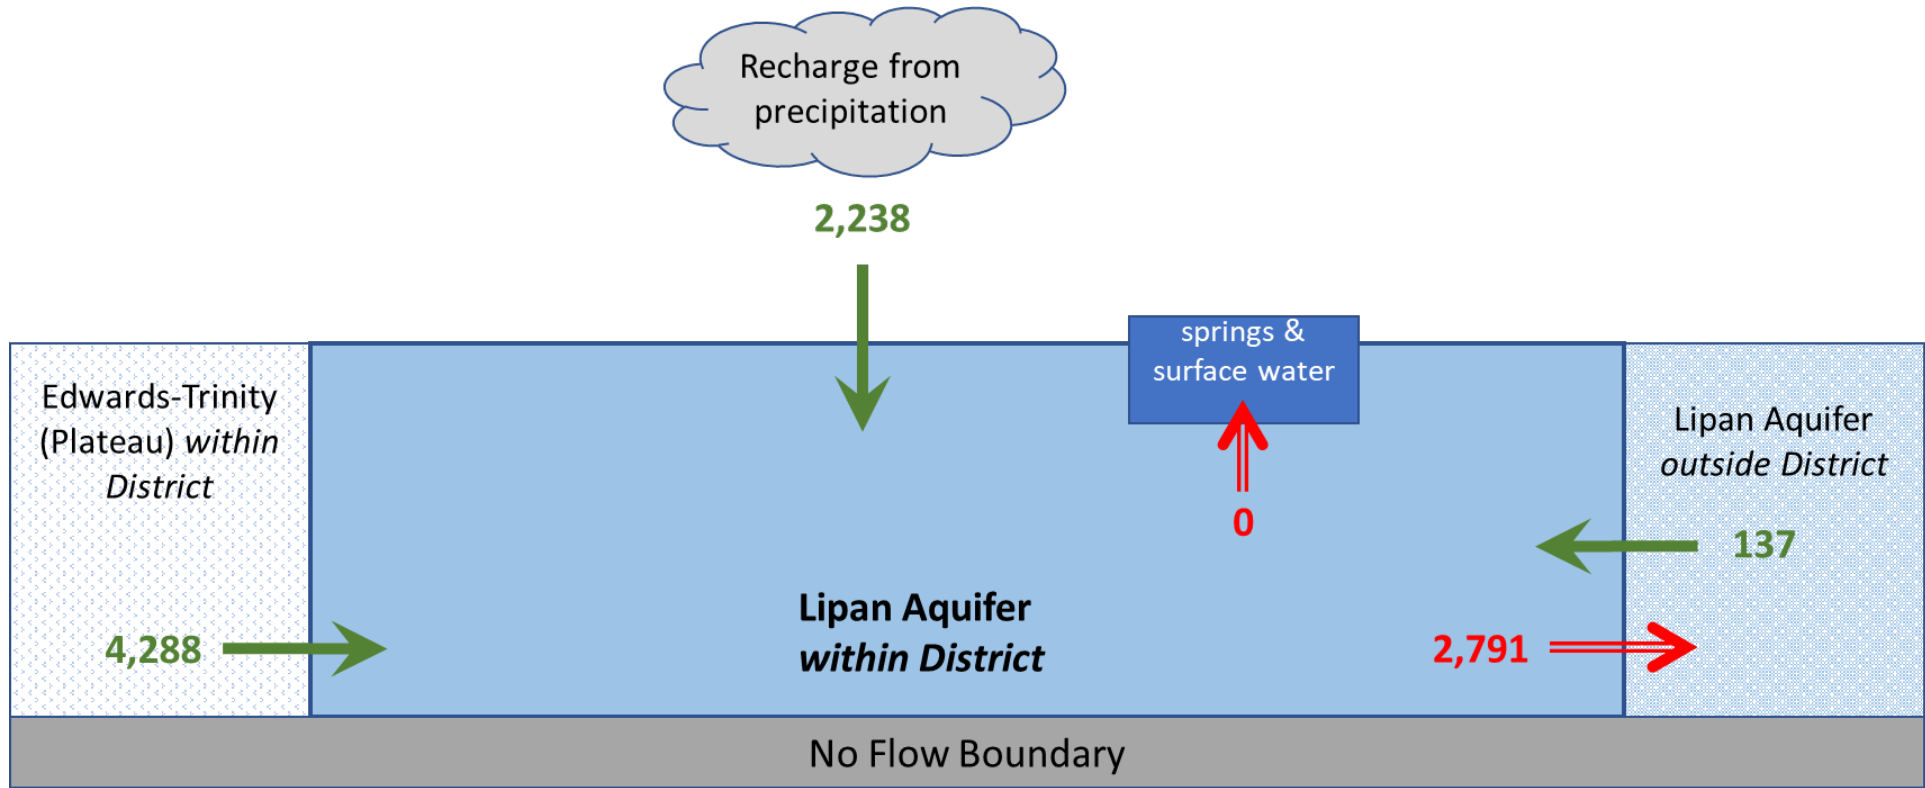 Recharge from
precipitation
2,238
springs &
surface water
Edwards-Trinity
(Plateau) within
District
Lipan Aquifer
outside District
0
137
Lipan Aquifer
within District
4,288
2,791
No Flow Boundary